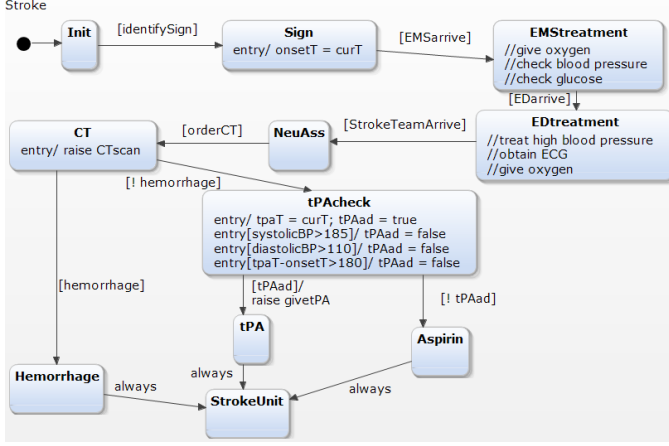 Stroke
Init
[identifySign]
Sign
entry/ onsetT = curT
[EMSarrive]
EMStreatment
//give oxygen
//check blood pressure
//check glucose
[EDarrive]
EDtreatment
//treat high blood pressure
//obtain ECG
//give oxygen
[StrokeTeamArrive]
NeuAss
[orderCT]
CT
entry/ raise CTscan
[! hemorrhage]
tPAcheck
entry/ tpaT = curT; tPAad = true
entry[systolicBP>185]/ tPAad = false
entry[diastolicBP>110]/ tPAad = false
entry[tpaT-onsetT>180]/ tPAad = false
[hemorrhage]
[tPAad]/
raise givetPA
[! tPAad]
tPA
Aspirin
Hemorrhage
always
always
always
StrokeUnit